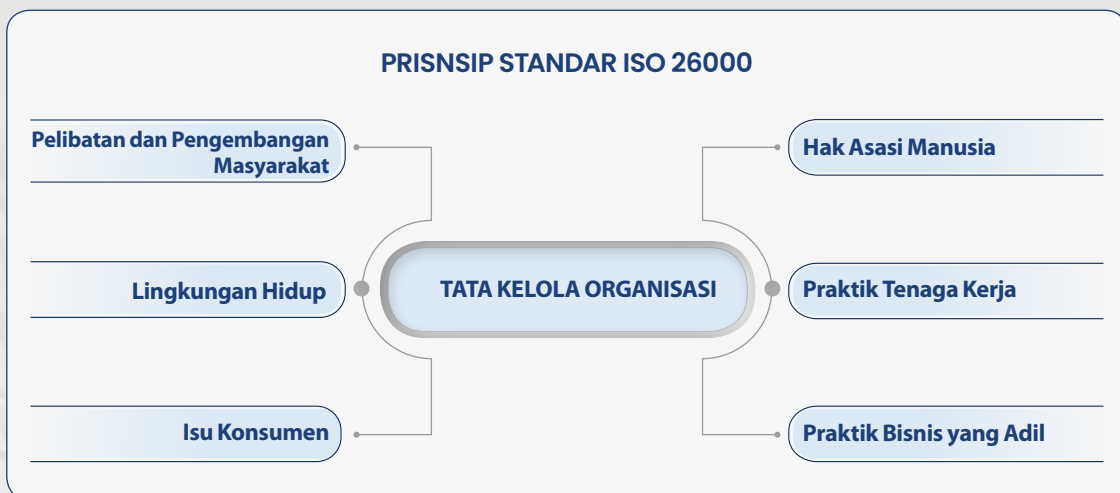 PRISNSIP STANDAR ISO 26000
Pelibatan dan Pengembangan
Masyarakat
Hak Asasi Manusia
Lingkungan Hidup
TATA KELOLA ORGANISASI
Praktik Tenaga Kerja
Isu Konsumen
Praktik Bisnis yang Adil